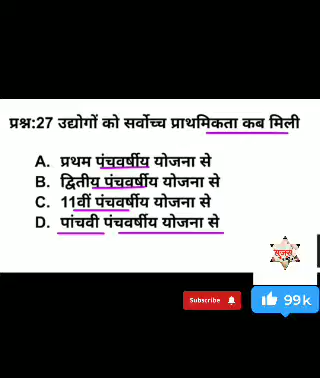 प्रश्न:27 उद्योगों को सर्वोच्च प्राथमिकता कब मिली
A. प्रथम पंचवर्षीय योजना से
B. द्वितीय पंचवर्षीय योजना से
C. 11वीं पंचवर्षीय योजना से
D. पांचवी पंचवर्षीय योजना से
सुजस
Subscribe
99k